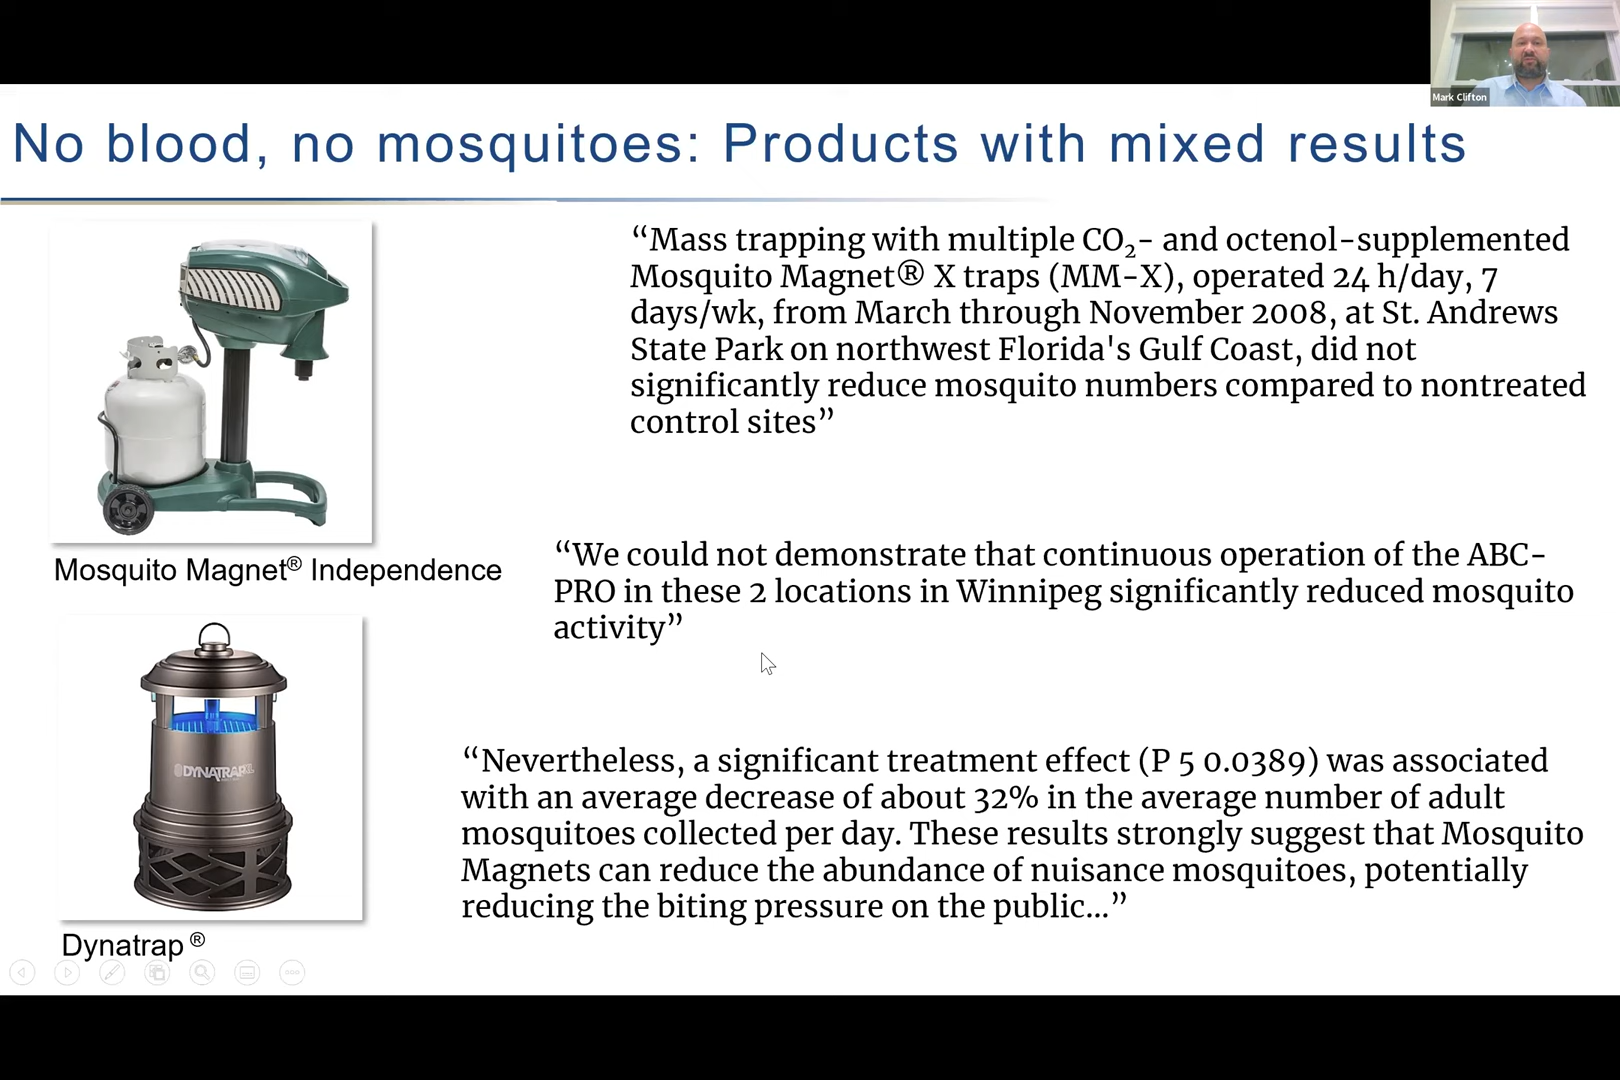 Mark Clifton
No blood, no mosquitoes: Products with mixed results
“Mass trapping with multiple CO₂- and octenol-supplemented
Mosquito Magnet® X traps (MM-X), operated 24 h/day, 7
days/wk, from March through November 2008, at St. Andrews
State Park on northwest Florida's Gulf Coast, did not
significantly reduce mosquito numbers compared to nontreated
control sites”
Mosquito Magnet® Independence
“We could not demonstrate that continuous operation of the ABC-
PRO in these 2 locations in Winnipeg significantly reduced mosquito
activity”
DYNATRAP
“Nevertheless, a significant treatment effect (P 5 0.0389) was associated
with an average decrease of about 32% in the average number of adult
mosquitoes collected per day. These results strongly suggest that Mosquito
Magnets can reduce the abundance of nuisance mosquitoes, potentially
reducing the biting pressure on the public...”
Dynatrap ®